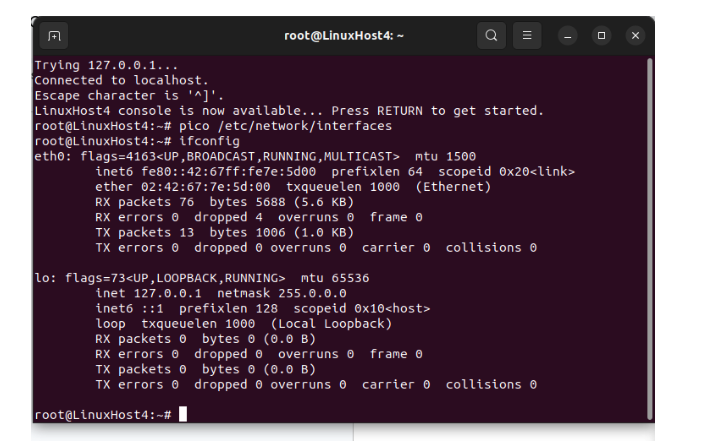 root@LinuxHost4: ~
Trying 127.0.0.1...
Connected to localhost.
Escape character is '^]'.
LinuxHost4 console is now available... Press RETURN to get started.
root@LinuxHost4:~# pico /etc/network/interfaces
root@LinuxHost4:~# ifconfig
eth0: flags=4163<UP,BROADCAST,RUNNING,MULTICAST>  mtu 1500
        inet6 fe80::42:67ff:fe7e:5d00  prefixlen 64  scopeid 0x20<link>
        ether 02:42:67:7e:5d:00  txqueuelen 1000  (Ethernet)
        RX packets 76  bytes 5688 (5.6 KB)
        RX errors 0  dropped 4  overruns 0  frame 0
        TX packets 13  bytes 1006 (1.0 KB)
        TX errors 0  dropped 0 overruns 0  carrier 0  collisions 0

lo: flags=73<UP,LOOPBACK,RUNNING>  mtu 65536
        inet 127.0.0.1  netmask 255.0.0.0
        inet6 ::1  prefixlen 128  scopeid 0x10<host>
        loop  txqueuelen 1000  (Local Loopback)
        RX packets 0  bytes 0 (0.0 B)
        RX errors 0  dropped 0  overruns 0  frame 0
        TX packets 0  bytes 0 (0.0 B)
        TX errors 0  dropped 0 overruns 0  carrier 0  collisions 0

root@LinuxHost4:~#